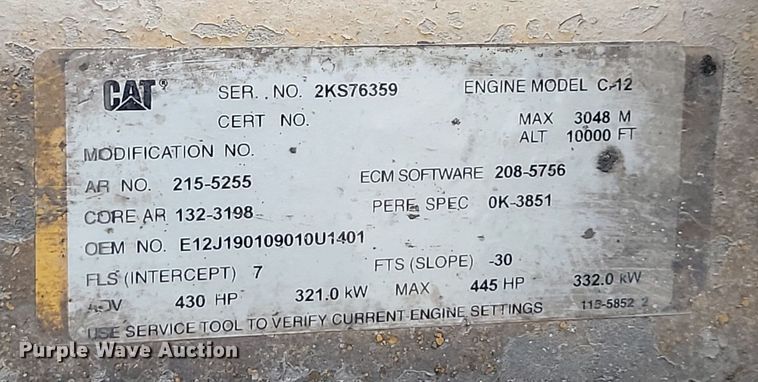 CAT® SER. NO. 2KS76359 ENGINE MODEL C-12
CERT NO. MAX 3048 M
ALT 10000 FT
MODIFICATION NO.
AR NO. 215-5255 ECM SOFTWARE 208-5756
CORE AR 132-3198 PERF SPEC 0K-3851
OEM NO. E12J190109010U1401
FLS (INTERCEPT) 7 FTS (SLOPE) -30
ADV 430 HP 321.0 kW MAX 445 HP 332.0 kW
USE SERVICE TOOL TO VERIFY CURRENT ENGINE SETTINGS 113-5852 2
Purple Wave Auction